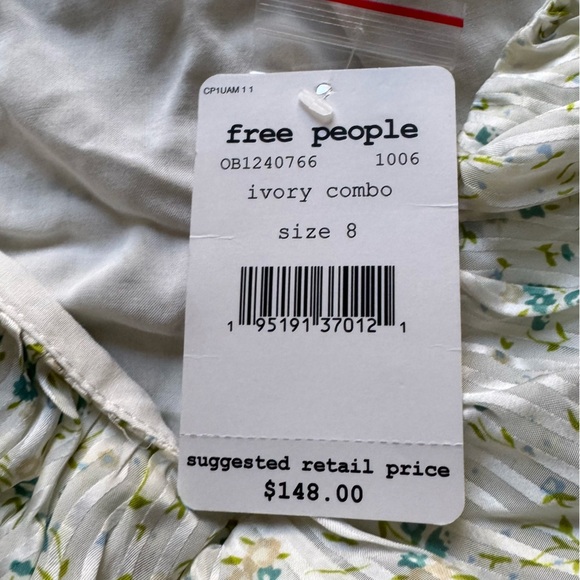 CP1UAM 1 1
free people
OB1240766 1006
ivory combo
size 8
1 95191 37012 1
suggested retail price
$148.00